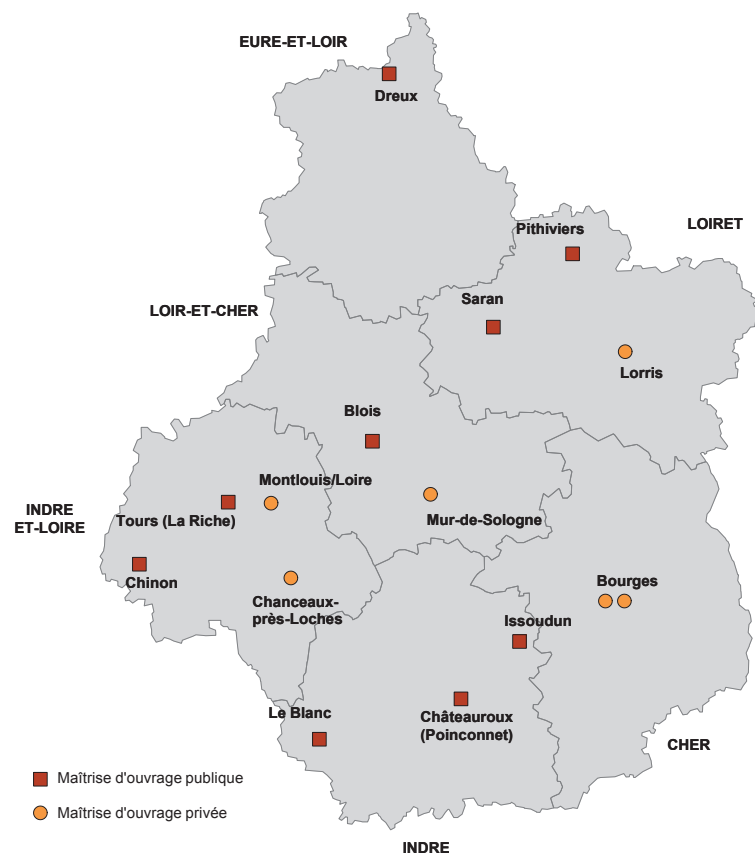 EURE-ET-LOIR
Dreux
Pithiviers
LOIRET
Saran
LOIR-ET-CHER
Lorris
Blois
Montlouis/Loire
INDRE
ET-LOIRE
Tours (La Riche)
Mur-de-Sologne
Chinon
Bourges
Chanceaux-
près-Loches
Issoudun
Le Blanc
Châteauroux
(Poinconnet)
CHER
Maîtrise d'ouvrage publique
Maîtrise d'ouvrage privée
INDRE